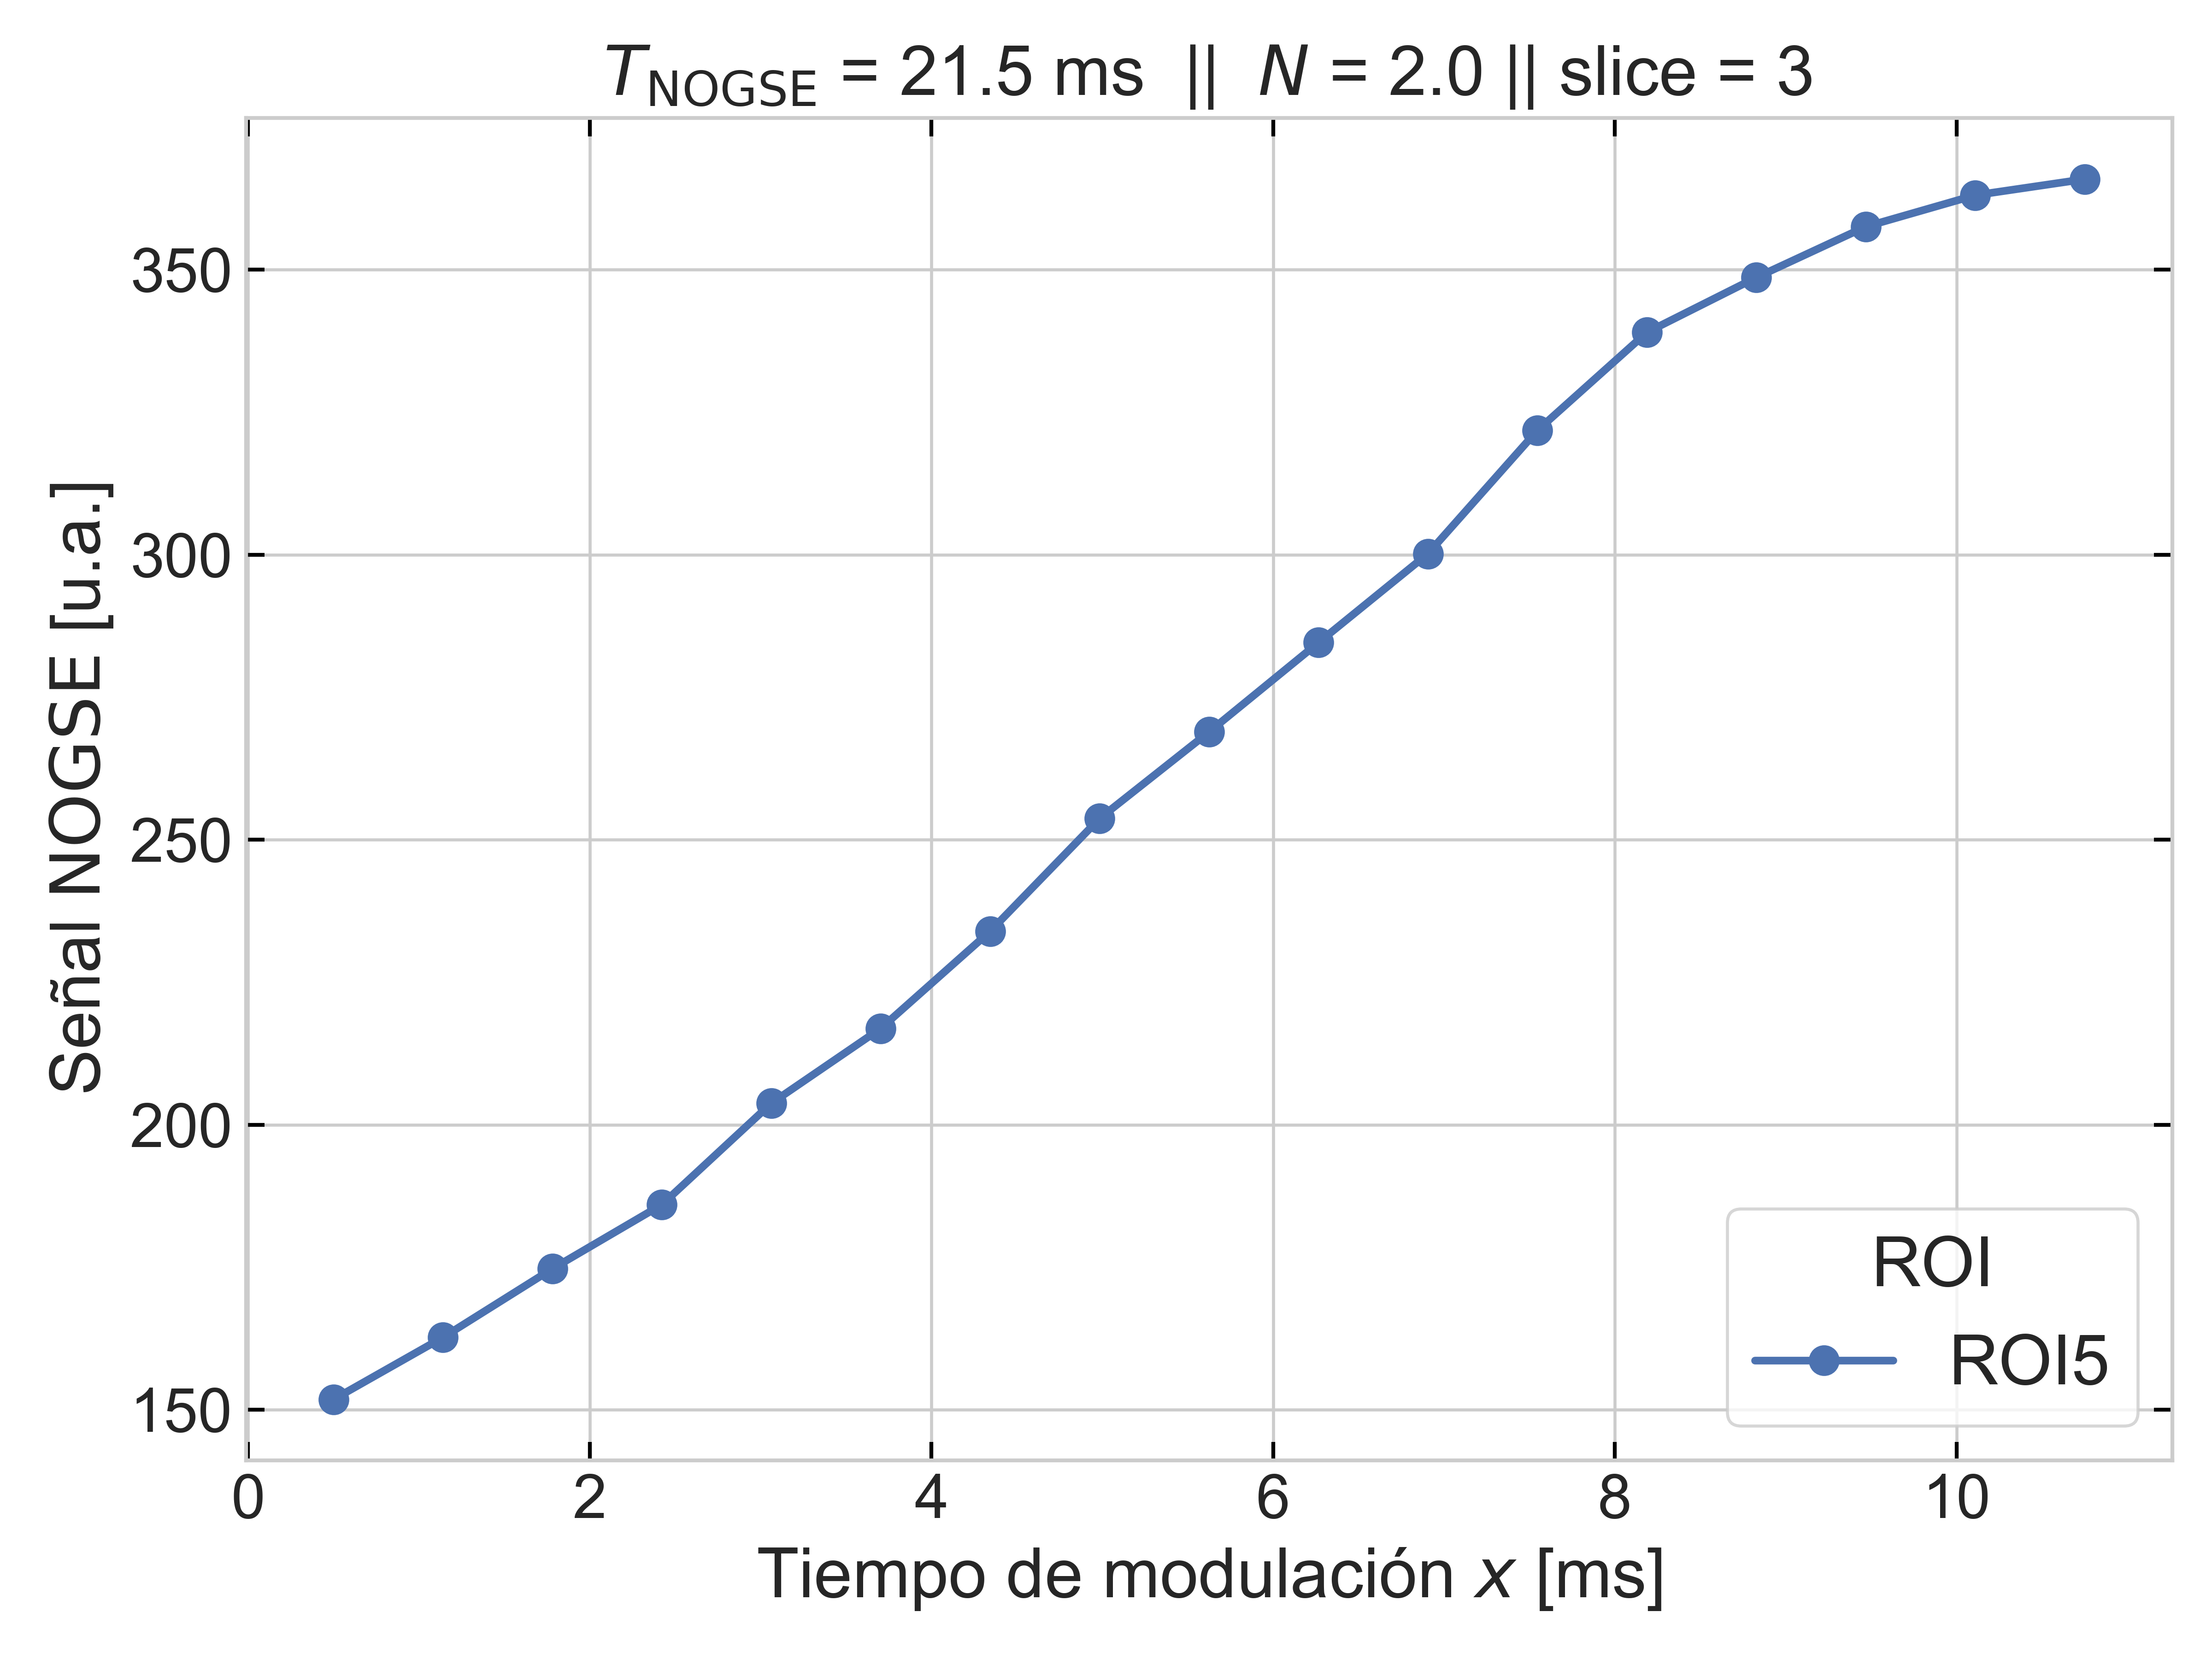 T_NOGSE = 21.5 ms || N = 2.0 || slice = 3
Señal NOGSE [u.a.]
350
300
250
200
150
ROI
ROI5
0 2 4 6 8 10
Tiempo de modulación x [ms]